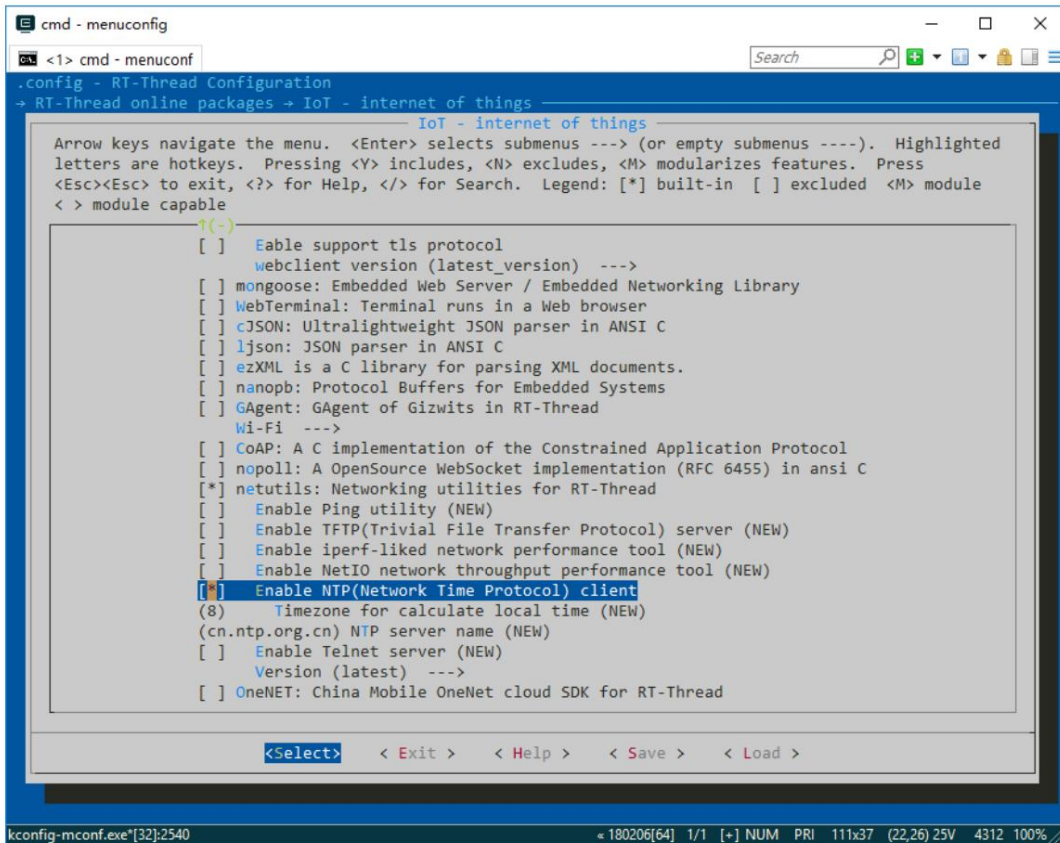 cmd - menuconfig
<1> cmd - menuconf
Search
.config - RT-Thread Configuration
→ RT-Thread online packages → IoT - internet of things
IoT - internet of things
Arrow keys navigate the menu.  <Enter> selects submenus ---> (or empty submenus ----).  Highlighted
letters are hotkeys.  Pressing <Y> includes, <N> excludes, <M> modularizes features.  Press
<Esc><Esc> to exit, <?> for Help, </> for Search.  Legend: [*] built-in  [ ] excluded  <M> module
< > module capable
↑(-)
[ ]   Eable support tls protocol
webclient version (latest_version)  --->
[ ] mongoose: Embedded Web Server / Embedded Networking Library
[ ] WebTerminal: Terminal runs in a Web browser
[ ] cJSON: Ultralightweight JSON parser in ANSI C
[ ] ljson: JSON parser in ANSI C
[ ] ezXML is a C library for parsing XML documents.
[ ] nanopb: Protocol Buffers for Embedded Systems
[ ] GAgent: GAgent of Gizwits in RT-Thread
Wi-Fi  --->
[ ] CoAP: A C implementation of the Constrained Application Protocol
[ ] nopoll: A OpenSource WebSocket implementation (RFC 6455) in ansi C
[*] netutils: Networking utilities for RT-Thread
[ ]   Enable Ping utility (NEW)
[ ]   Enable TFTP(Trivial File Transfer Protocol) server (NEW)
[ ]   Enable iperf-liked network performance tool (NEW)
[ ]   Enable NetIO network throughput performance tool (NEW)
[*]   Enable NTP(Network Time Protocol) client
(8)     Timezone for calculate local time (NEW)
(cn.ntp.org.cn) NTP server name (NEW)
[ ]   Enable Telnet server (NEW)
Version (latest)  --->
[ ] OneNET: China Mobile OneNet cloud SDK for RT-Thread
<Select>    < Exit >    < Help >    < Save >    < Load >
kconfig-mconf.exe*[32]:2540
« 180206[64]  1/1  [+] NUM  PRI  111x37  (22,26) 25V  4312  100%